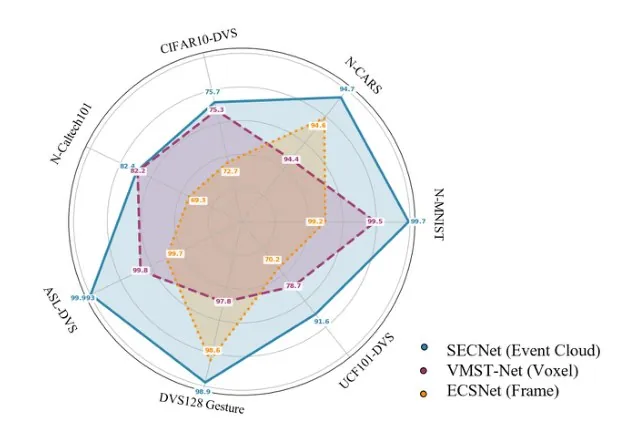 CIFAR10-DVS
N-CARS
N-Caltech101
N-MNIST
ASL-DVS
DVS128 Gesture
UCF101-DVS
75.7
94.7
75.3
94.6
82.4
82.2
94.4
72.7
69.3
99.2
99.5
99.7
99.7
70.2
99.8
78.7
99.993
97.8
91.6
98.6
98.9
SECNet (Event Cloud)
VMST-Net (Voxel)
ECSNet (Frame)